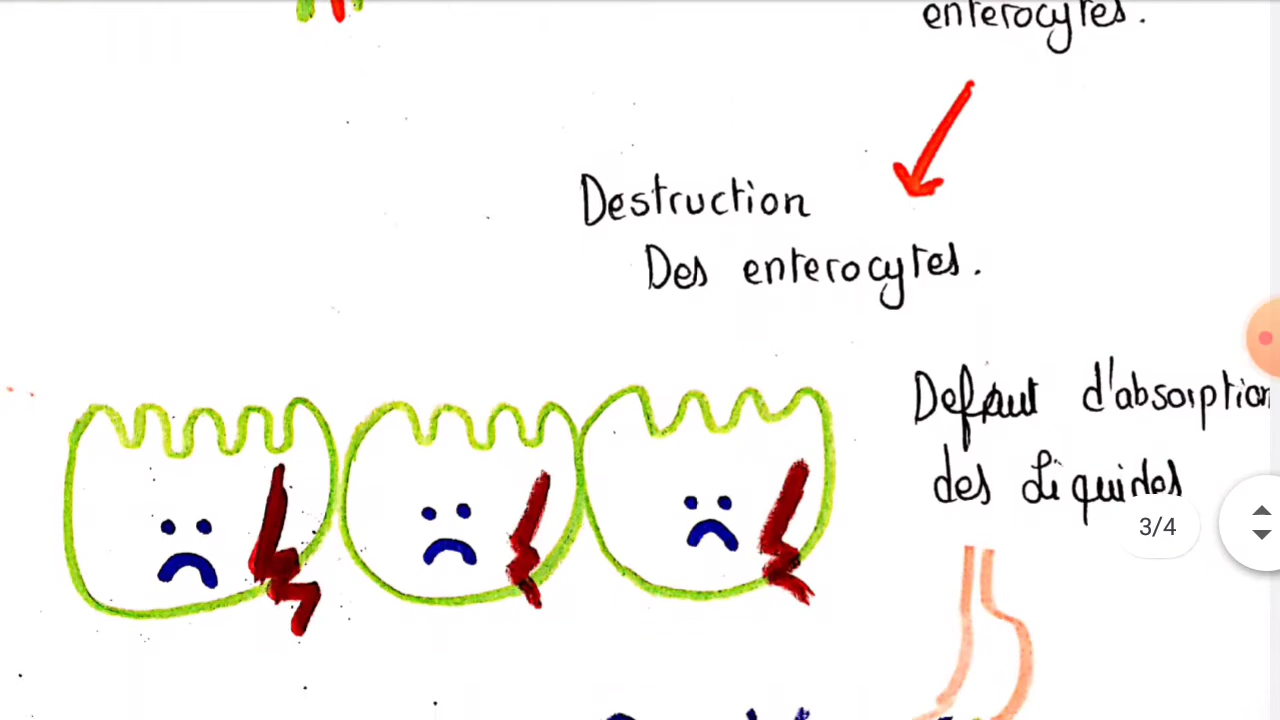 enterocytes.
Destruction
Des enterocytes.
Defaut d'absorption
des liquides
3/4